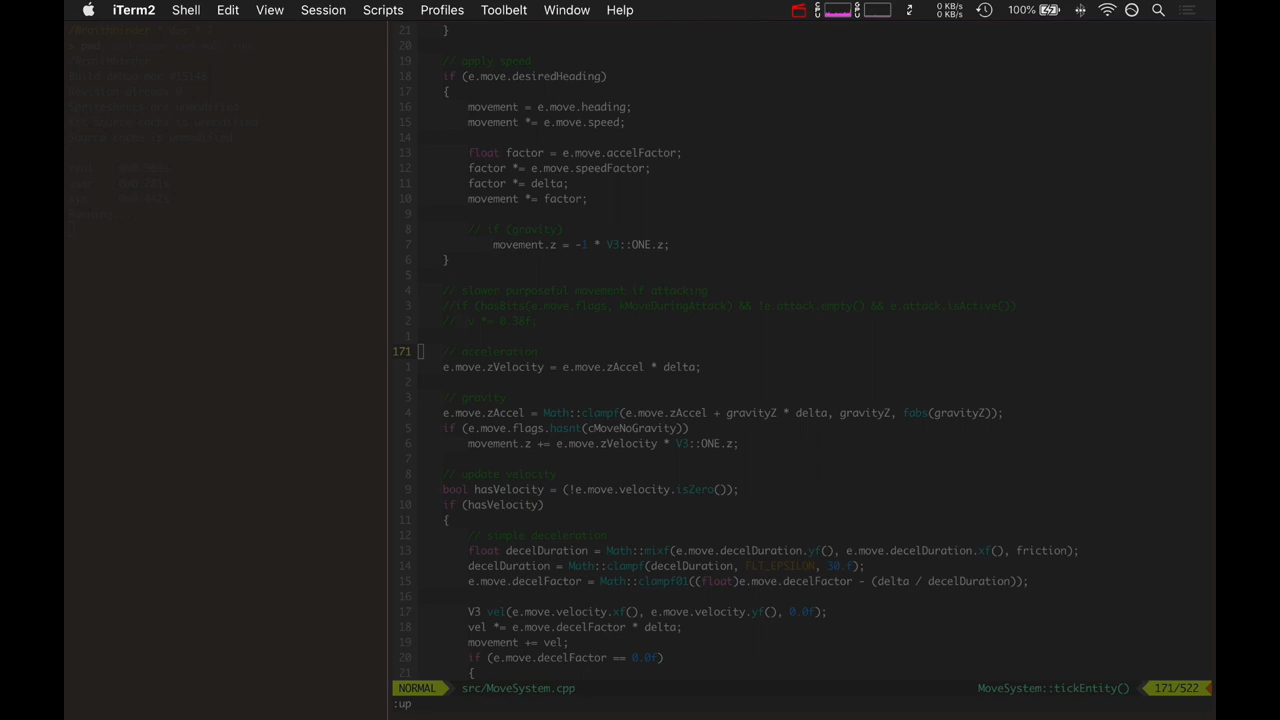 iTerm2 Shell Edit View Session Scripts Profiles Toolbelt Window Help
CPU GPU 0 KB/s 0 KB/s 100%
21 }
20
19 // apply speed
18 if (e.move.desiredHeading)
17 {
16 movement = e.move.heading;
15 movement *= e.move.speed;
14
13 float factor = e.move.accelFactor;
12 factor *= e.move.speedFactor;
11 factor *= delta;
10 movement *= factor;
9
8 // if (gravity)
7 movement.z = -1 * V3::ONE.z;
6 }
5
4 // slower purposeful movement if attacking
3 //if (hasBits(e.move.flags, kMoveDuringAttack) && !e.attack.empty() && e.attack.isActive())
2 // v *= 0.38f;
1
171 // acceleration
1 e.move.zVelocity = e.move.zAccel * delta;
2
3 // gravity
4 e.move.zAccel = Math::clampf(e.move.zAccel + gravityZ * delta, gravityZ, fabs(gravityZ));
5 if (e.move.flags.hasnt(cMoveNoGravity))
6 movement.z += e.move.zVelocity * V3::ONE.z;
7
8 // update velocity
9 bool hasVelocity = (!e.move.velocity.isZero());
10 if (hasVelocity)
11 {
12 // simple deceleration
13 float decelDuration = Math::mixf(e.move.decelDuration.yf(), e.move.decelDuration.xf(), friction);
14 decelDuration = Math::clampf(decelDuration, FLT_EPSILON, 30.f);
15 e.move.decelFactor = Math::clampf01((float)e.move.decelFactor - (delta / decelDuration));
16
17 V3 vel(e.move.velocity.xf(), e.move.velocity.yf(), 0.0f);
18 vel *= e.move.decelFactor * delta;
19 movement += vel;
20 if (e.move.decelFactor == 0.0f)
21 {
NORMAL src/MoveSystem.cpp MoveSystem::tickEntity() 171/522
:up